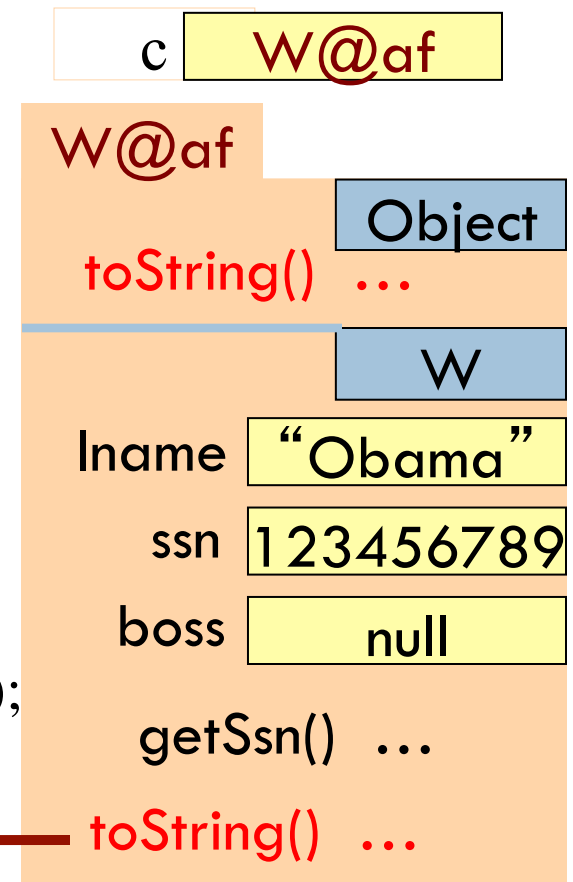 c W@af
W@af
Object
toString() ...
W
lname “Obama”
ssn 123456789
boss null
);
getSsn() ...
toString() ...